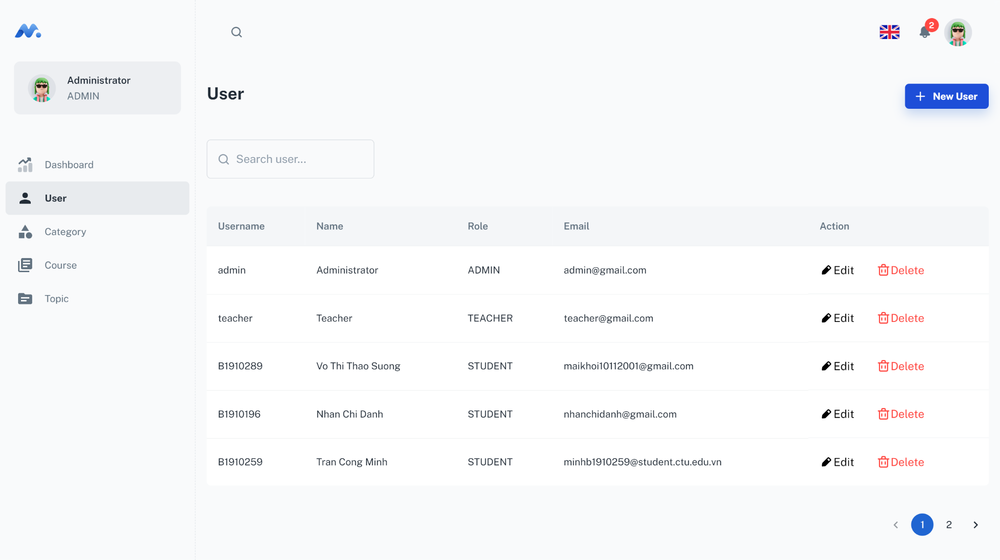 2
Administrator
ADMIN
User
New User
Search user...
Dashboard
User
Category
Course
Topic
Username Name Role Email Action
admin Administrator ADMIN admin@gmail.com Edit Delete
teacher Teacher TEACHER teacher@gmail.com Edit Delete
B1910289 Vo Thi Thao Suong STUDENT maikhoi10112001@gmail.com Edit Delete
B1910196 Nhan Chi Danh STUDENT nhanchidanh@gmail.com Edit Delete
B1910259 Tran Cong Minh STUDENT minhb1910259@student.ctu.edu.vn Edit Delete
1 2